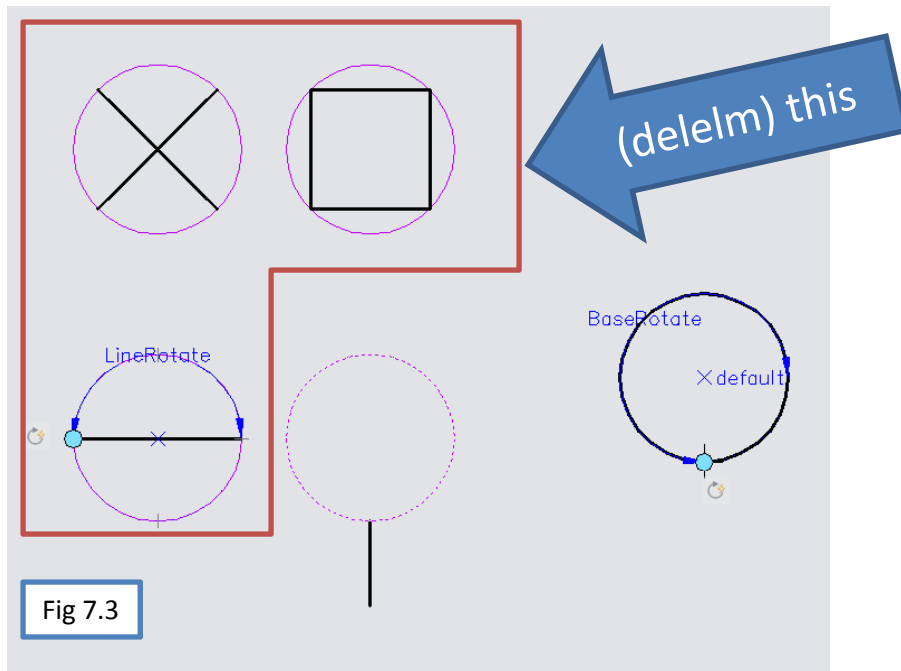 (delelm) this
BaseRotate
LineRotate
default
Fig 7.3